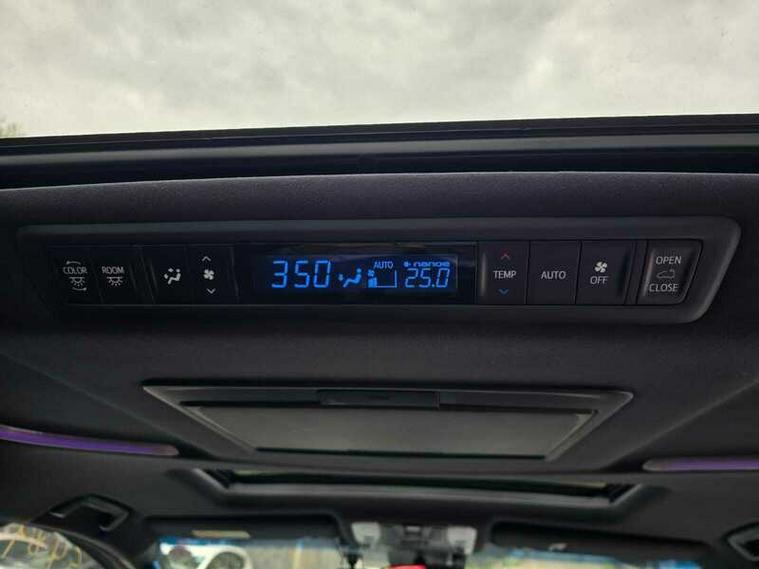 COLOR
ROOM
350
AUTO
nanoe
25.0
TEMP
AUTO
OFF
OPEN
CLOSE